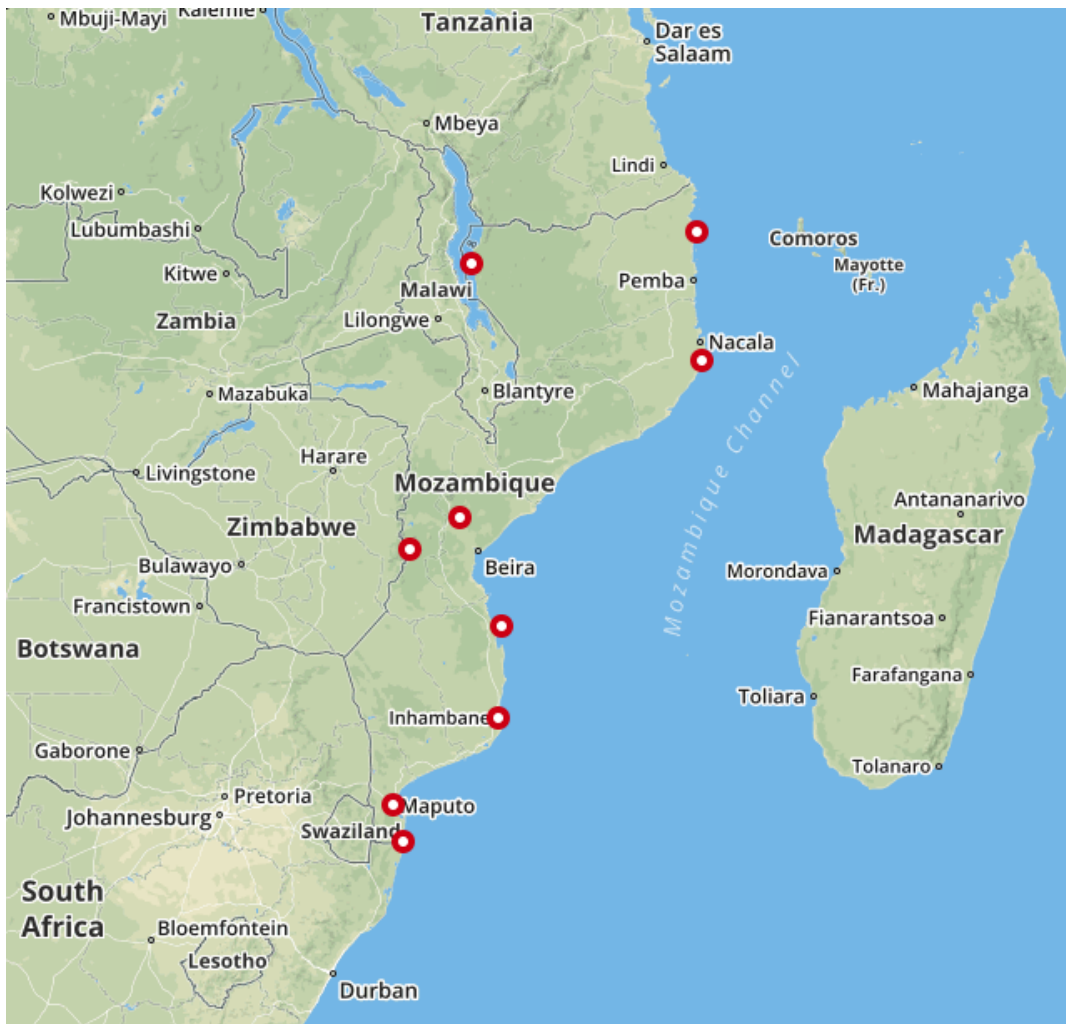 Mbuji-Mayi
Kalemie
Tanzania
Dar es
Salaam
Mbeya
Lindi
Kolwezi
Lubumbashi
Kitwe
Comoros
Mayotte
(Fr.)
Malawi
Pemba
Zambia
Lilongwe
Nacala
Mazabuka
Blantyre
Mahajanga
Mozambique Channel
Harare
Livingstone
Mozambique
Antananarivo
Zimbabwe
Madagascar
Bulawayo
Beira
Morondava
Francistown
Fianarantsoa
Botswana
Farafangana
Toliara
Inhambane
Gaborone
Tolanaro
Pretoria
Maputo
Johannesburg
Swaziland
South
Africa
Bloemfontein
Lesotho
Durban